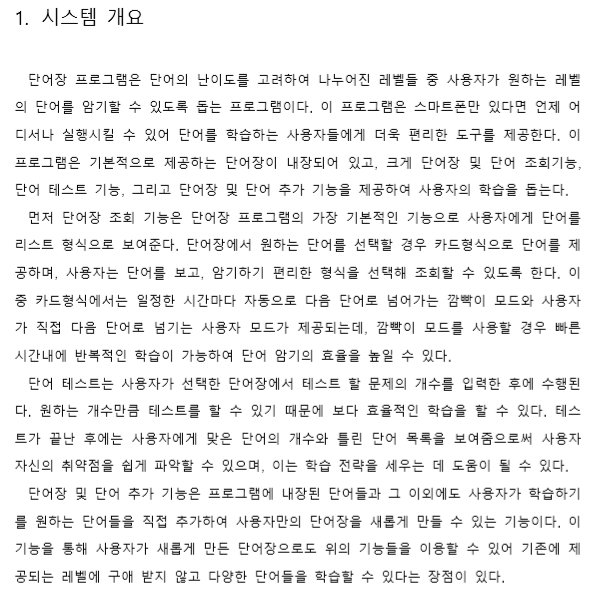 1. 시스템 개요
단어장 프로그램은 단어의 난이도를 고려하여 나누어진 레벨들 중 사용자가 원하는 레벨
의 단어를 암기할 수 있도록 돕는 프로그램이다. 이 프로그램은 스마트폰만 있다면 언제 어
디서나 실행시킬 수 있어 단어를 학습하는 사용자들에게 더욱 편리한 도구를 제공한다. 이
프로그램은 기본적으로 제공하는 단어장이 내장되어 있고, 크게 단어장 및 단어 조회기능,
단어 테스트 기능, 그리고 단어장 및 단어 추가 기능을 제공하여 사용자의 학습을 돕는다.
먼저 단어장 조회 기능은 단어장 프로그램의 가장 기본적인 기능으로 사용자에게 단어를
리스트 형식으로 보여준다. 단어장에서 원하는 단어를 선택할 경우 카드형식으로 단어를 제
공하며, 사용자는 단어를 보고, 암기하기 편리한 형식을 선택해 조회할 수 있도록 한다. 이
중 카드형식에서는 일정한 시간마다 자동으로 다음 단어로 넘어가는 깜빡이 모드와 사용자
가 직접 다음 단어로 넘기는 사용자 모드가 제공되는데, 깜빡이 모드를 사용할 경우 빠른
시간내에 반복적인 학습이 가능하여 단어 암기의 효율을 높일 수 있다.
단어 테스트는 사용자가 선택한 단어장에서 테스트 할 문제의 개수를 입력한 후에 수행된
다. 원하는 개수만큼 테스트를 할 수 있기 때문에 보다 효율적인 학습을 할 수 있다. 테스
트가 끝난 후에는 사용자에게 맞은 단어의 개수와 틀린 단어 목록을 보여줌으로써 사용자
자신의 취약점을 쉽게 파악할 수 있으며, 이는 학습 전략을 세우는 데 도움이 될 수 있다.
단어장 및 단어 추가 기능은 프로그램에 내장된 단어들과 그 이외에도 사용자가 학습하기
를 원하는 단어들을 직접 추가하여 사용자만의 단어장을 새롭게 만들 수 있는 기능이다. 이
기능을 통해 사용자가 새롭게 만든 단어장으로도 위의 기능들을 이용할 수 있어 기존에 제
공되는 레벨에 구애 받지 않고 다양한 단어들을 학습할 수 있다는 장점이 있다.